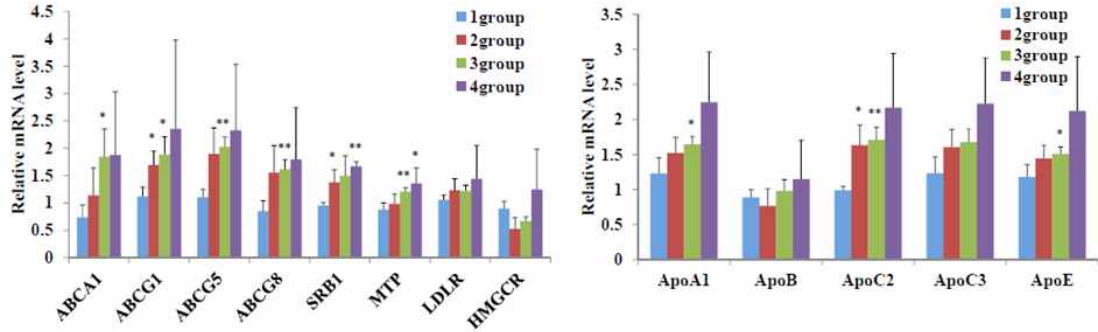 4.5
4
3.5
3
2.5
2
1.5
1
0.5
0
Relative mRNA level
1group
2group
3group
4group
*
* *
**
**
* **
** *
ABCA1 ABCG1 ABCG5 ABCG8 SRB1 MTP LDLR HMGCR
3.5
3
2.5
2
1.5
1
0.5
0
Relative mRNA level
1group
2group
3group
4group
*
* **
*
ApoA1 ApoB ApoC2 ApoC3 ApoE